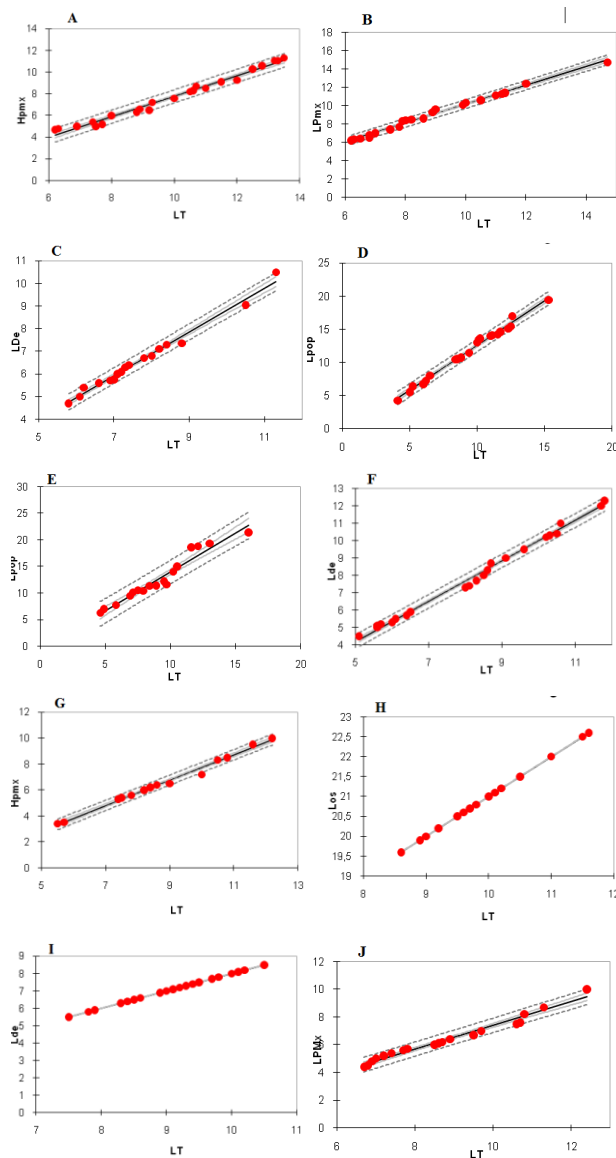 A
B
Hpmx
14
12
10
8
6
4
2
0
6 8 10 12 14
LT
LPmx
16
14
12
10
8
6
4
2
0
6 8 10 12 14
LT
C
D
LDe
11
10
9
8
7
6
5
4
5 7 9 11
LT
Lpop
25
20
15
10
5
0
0 5 10 15 20
LT
E
F
Lpop
30
25
20
15
10
5
0
0 5 10 15 20
LT
Lde
13
12
11
10
9
8
7
6
5
4
5 7 9 11
LT
G
H
Hpmx
12
10
8
6
4
2
0
5 7 9 11 13
LT
Los
23
22,5
22
21,5
21
20,5
20
19,5
19
8 9 10 11 12
LT
I
J
Lde
9
8
7
6
5
4
3
2
1
0
7 8 9 10 11
LT
LPMx
12
10
8
6
4
2
0
6 8 10 12
LT